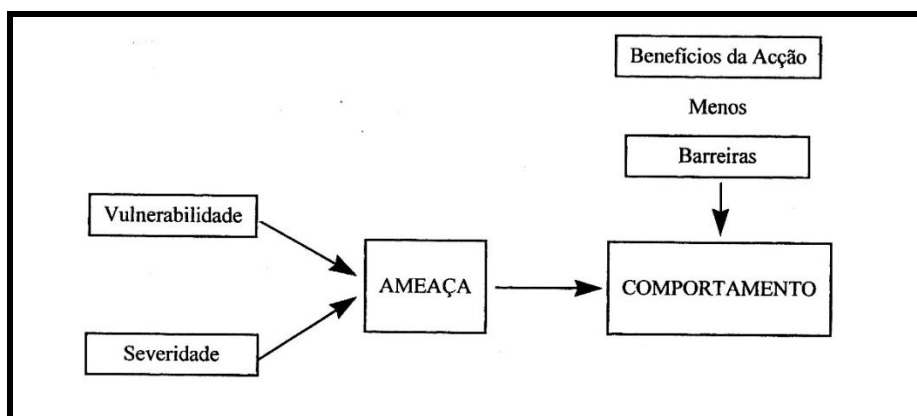 Benefícios da Acção
Menos
Barreiras
Vulnerabilidade
AMEAÇA
COMPORTAMENTO
Severidade